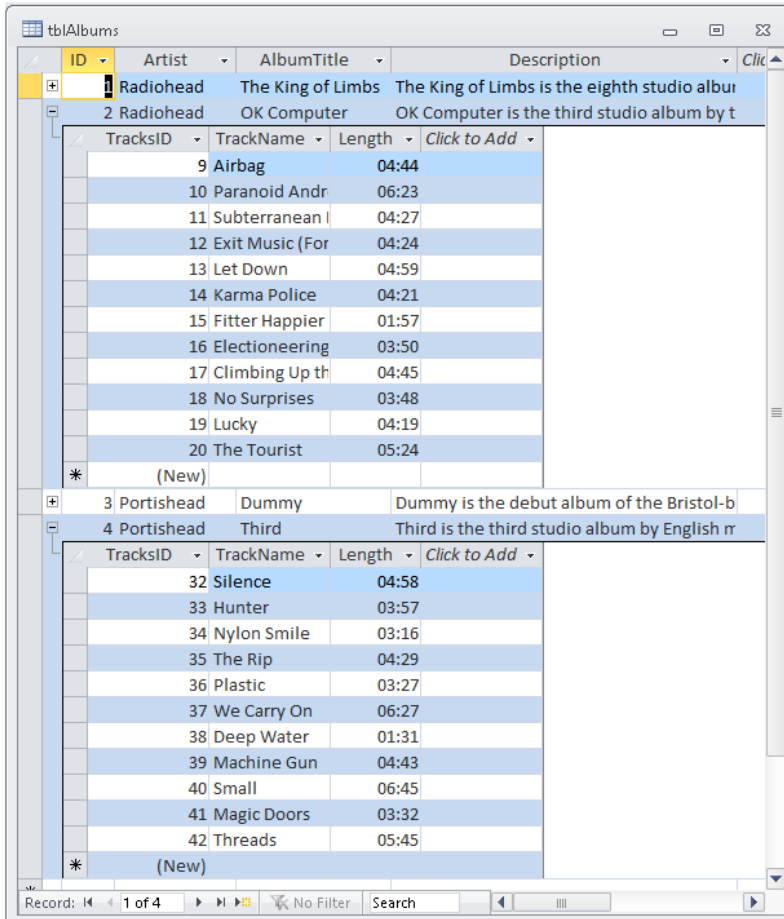 tblAlbums
ID Artist AlbumTitle Description Clic
1 Radiohead The King of Limbs The King of Limbs is the eighth studio albur
2 Radiohead OK Computer OK Computer is the third studio album by t
TracksID TrackName Length Click to Add
9 Airbag 04:44
10 Paranoid Andr 06:23
11 Subterranean 04:27
12 Exit Music (For 04:24
13 Let Down 04:59
14 Karma Police 04:21
15 Fitter Happier 01:57
16 Electioneering 03:50
17 Climbing Up th 04:45
18 No Surprises 03:48
19 Lucky 04:19
20 The Tourist 05:24
* (New)
3 Portishead Dummy Dummy is the debut album of the Bristol-b
4 Portishead Third Third is the third studio album by English m
TracksID TrackName Length Click to Add
32 Silence 04:58
33 Hunter 03:57
34 Nylon Smile 03:16
35 The Rip 04:29
36 Plastic 03:27
37 We Carry On 06:27
38 Deep Water 01:31
39 Machine Gun 04:43
40 Small 06:45
41 Magic Doors 03:32
42 Threads 05:45
* (New)
Record: 1 of 4 No Filter Search